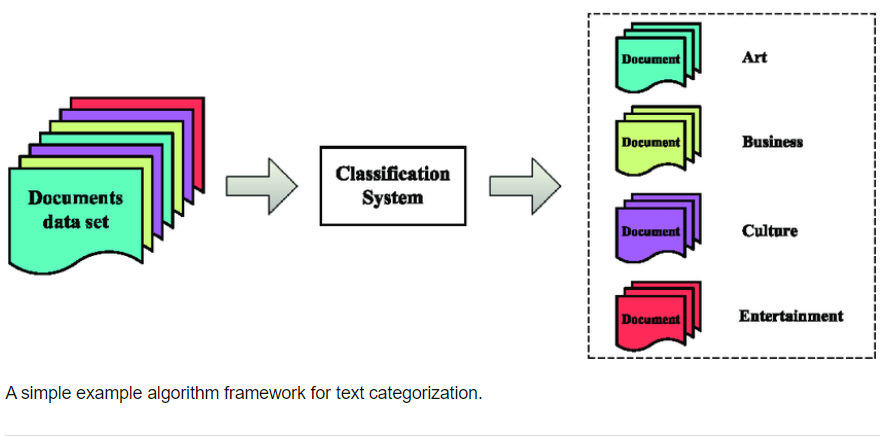 Documents
data set
Classification
System
Document
Art
Document
Business
Document
Culture
Document
Entertainment
A simple example algorithm framework for text categorization.